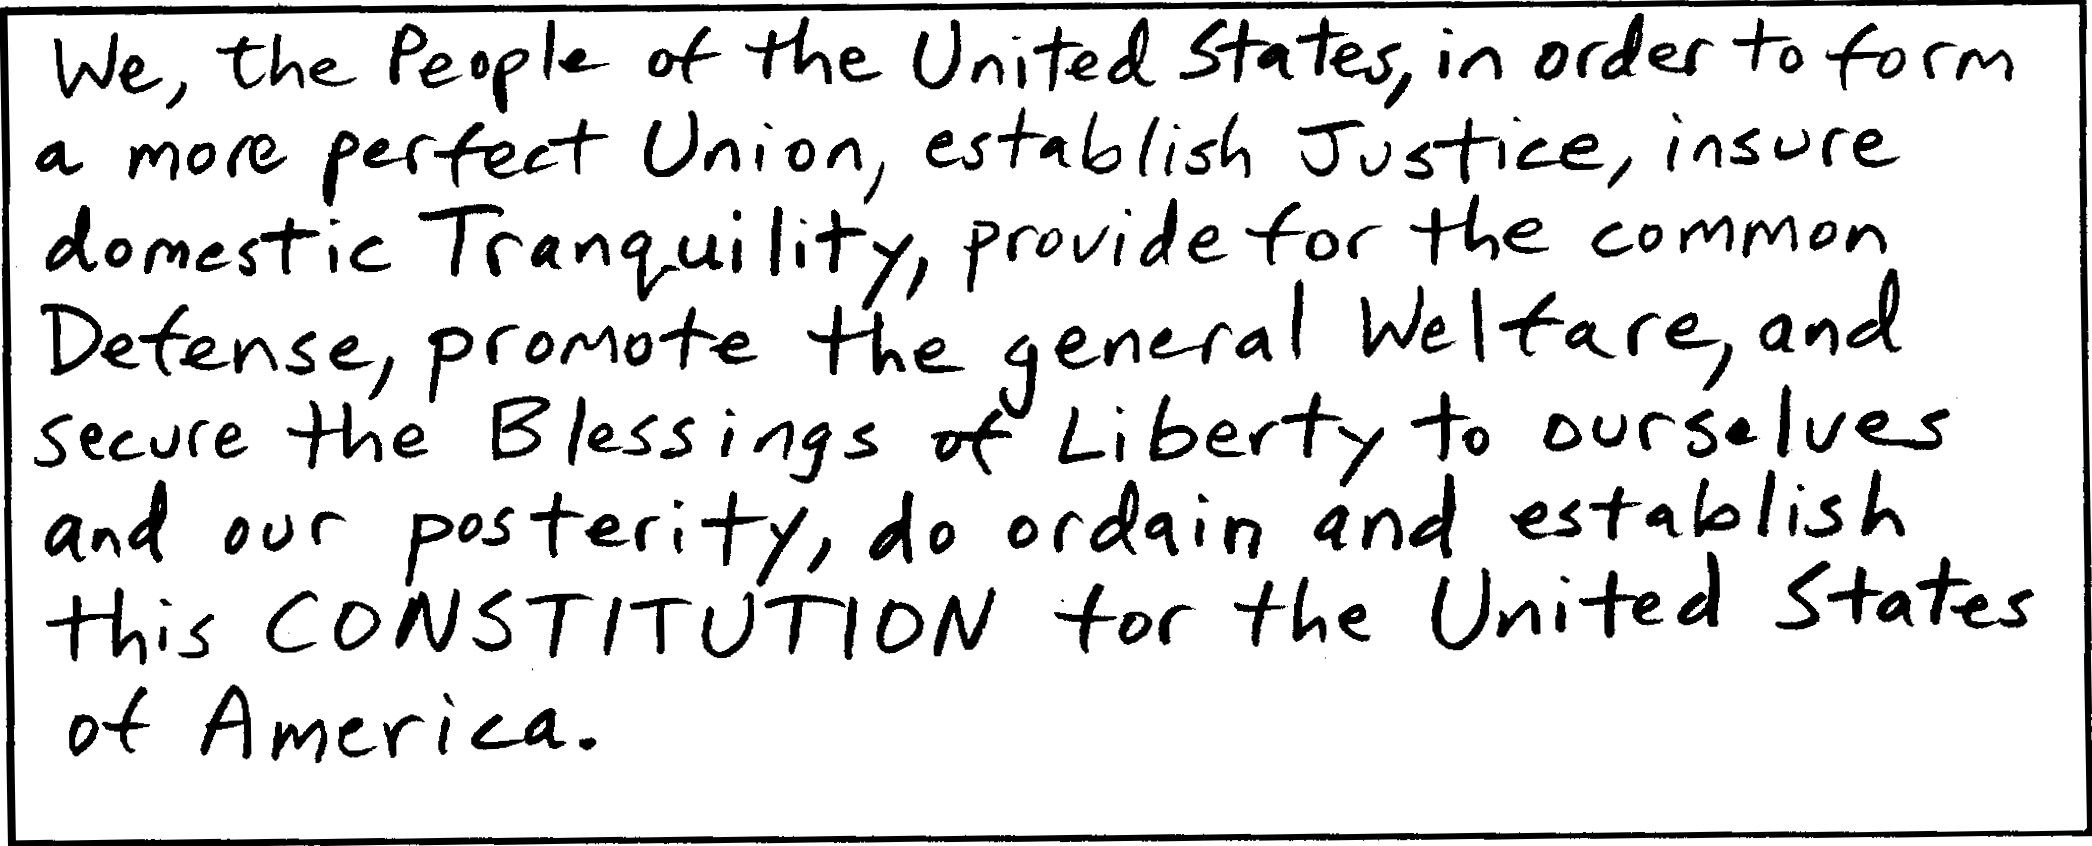 We, the People of the United States, in order to form
a more perfect Union, establish Justice, insure
domestic Tranquility, provide for the common
Defense, promote the general Welfare, and
secure the Blessings of Liberty to ourselves
and our posterity, do ordain and establish
this CONSTITUTION for the United States
of America.